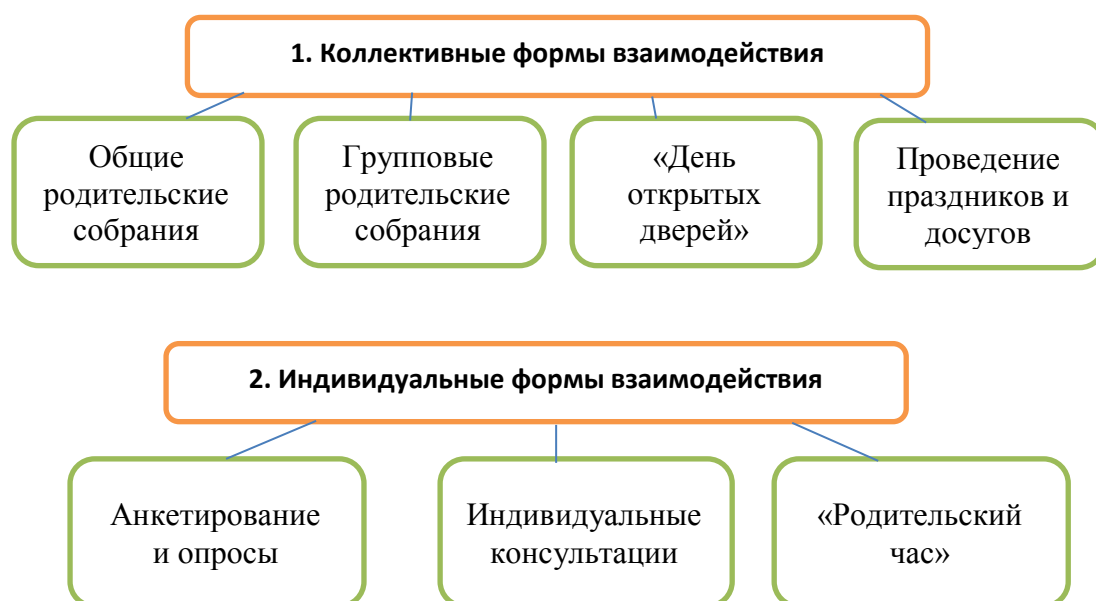 1. Коллективные формы взаимодействия
Общие
родительские
собрания
Групповые
родительские
собрания
«День
открытых
дверей»
Проведение
праздников и
досугов
2. Индивидуальные формы взаимодействия
Анкетирование
и опросы
Индивидуальные
консультации
«Родительский
час»